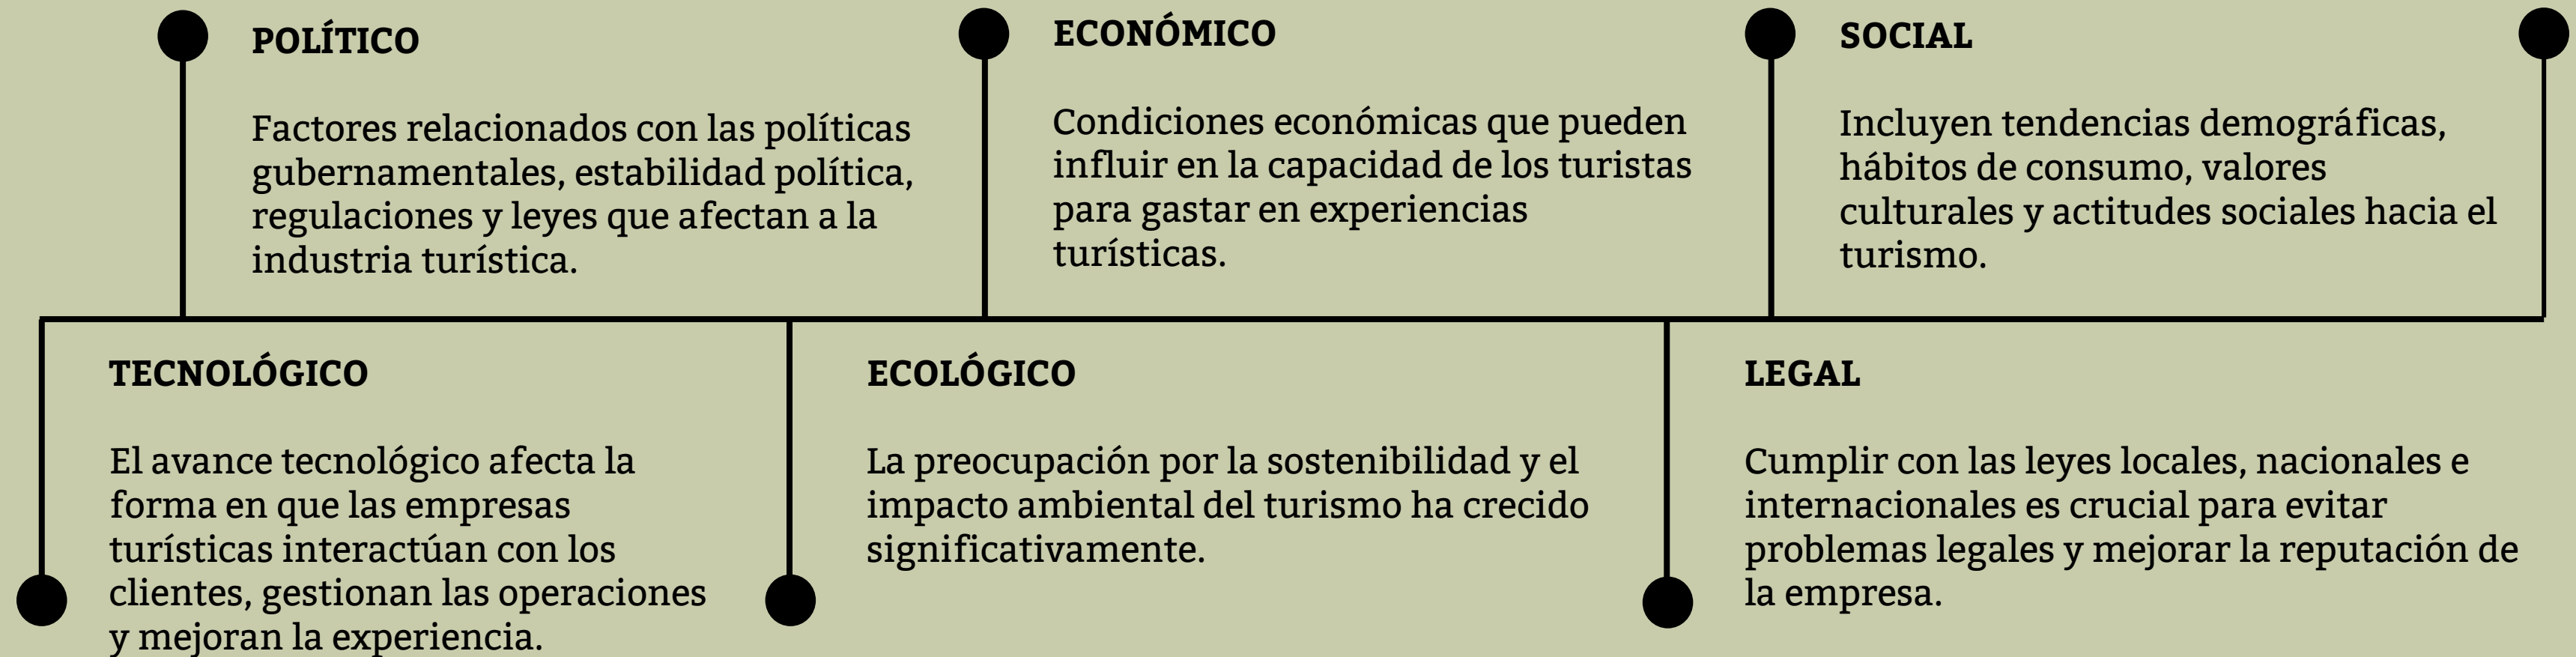 POLÍTICO
Factores relacionados con las políticas
gubernamentales, estabilidad política,
regulaciones y leyes que afectan a la
industria turística.
ECONÓMICO
Condiciones económicas que pueden
influir en la capacidad de los turistas
para gastar en experiencias
turísticas.
SOCIAL
Incluyen tendencias demográficas,
hábitos de consumo, valores
culturales y actitudes sociales hacia el
turismo.
TECNOLÓGICO
El avance tecnológico afecta la
forma en que las empresas
turísticas interactúan con los
clientes, gestionan las operaciones
y mejoran la experiencia.
ECOLÓGICO
La preocupación por la sostenibilidad y el
impacto ambiental del turismo ha crecido
significativamente.
LEGAL
Cumplir con las leyes locales, nacionales e
internacionales es crucial para evitar
problemas legales y mejorar la reputación de
la empresa.